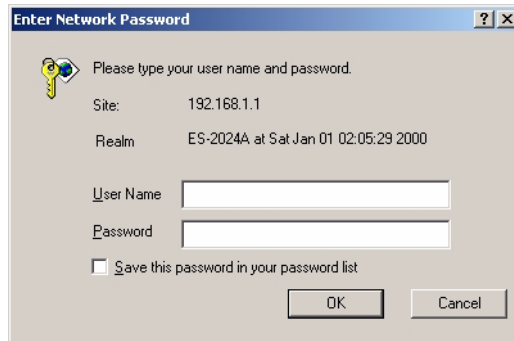 Enter Network Password
Please type your user name and password.
Site: 192.168.1.1
Realm ES-2024A at Sat Jan 01 02:05:29 2000
User Name
Password
Save this password in your password list
OK Cancel